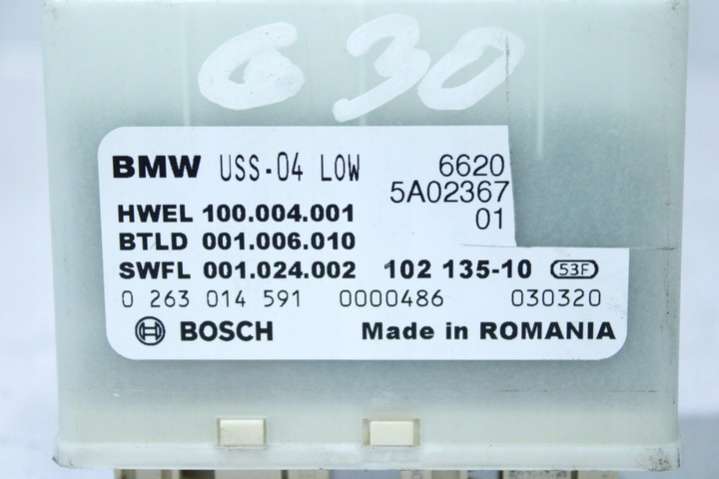 G 30
BMW USS-04 LOW 6620
5A02367
HWEL 100.004.001 01
BTLD 001.006.010
SWFL 001.024.002 102 135-10 53F
0 263 014 591 0000486 030320
BOSCH Made in ROMANIA